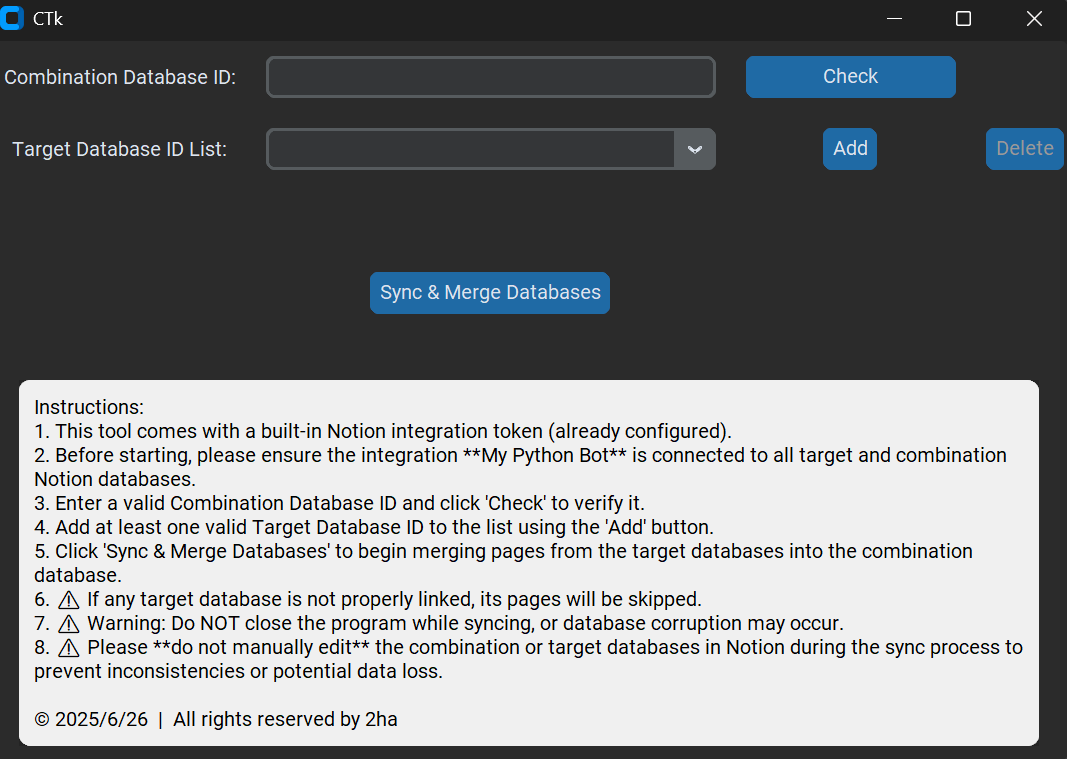 CTk
Combination Database ID: Check
Target Database ID List: Add Delete
Sync & Merge Databases
Instructions:
1. This tool comes with a built-in Notion integration token (already configured).
2. Before starting, please ensure the integration **My Python Bot** is connected to all target and combination
Notion databases.
3. Enter a valid Combination Database ID and click 'Check' to verify it.
4. Add at least one valid Target Database ID to the list using the 'Add' button.
5. Click 'Sync & Merge Databases' to begin merging pages from the target databases into the combination
database.
6. ⚠ If any target database is not properly linked, its pages will be skipped.
7. ⚠ Warning: Do NOT close the program while syncing, or database corruption may occur.
8. ⚠ Please **do not manually edit** the combination or target databases in Notion during the sync process to
prevent inconsistencies or potential data loss.
© 2025/6/26 | All rights reserved by 2ha